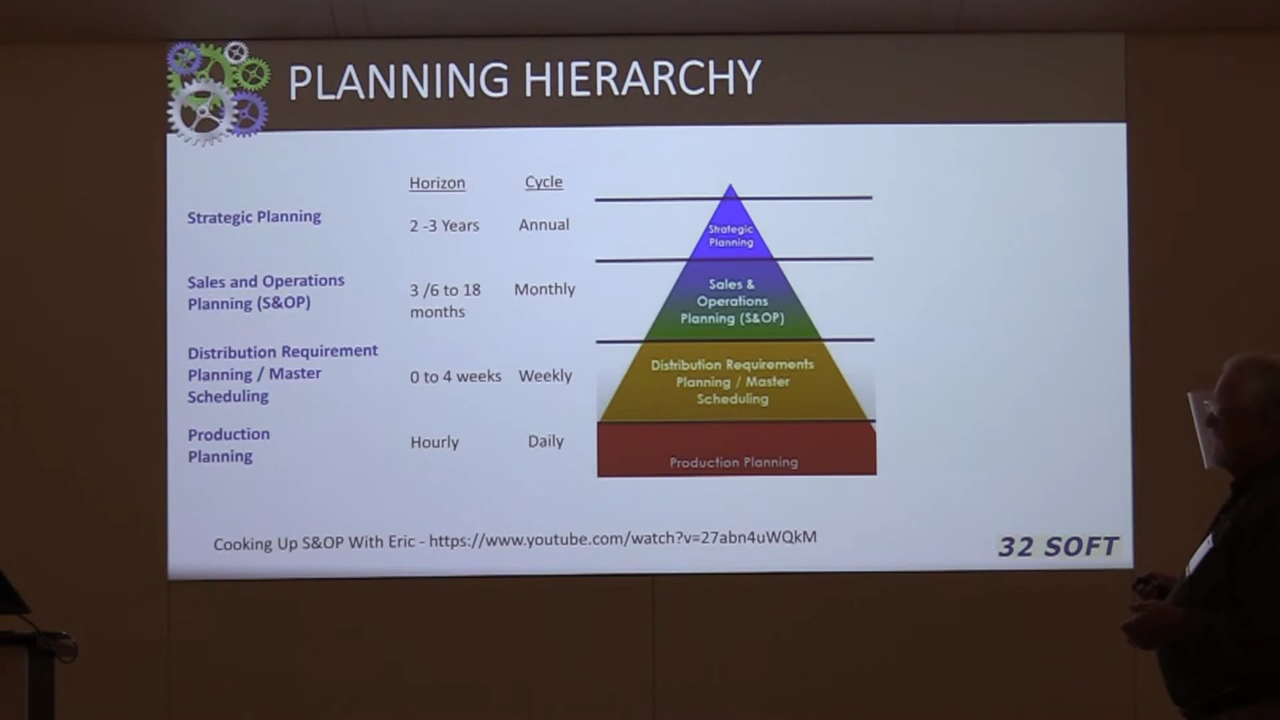 PLANNING HIERARCHY
Horizon
Cycle
Strategic Planning
2 -3 Years
Annual
Sales and Operations
Planning (S&OP)
3 /6 to 18
months
Monthly
Distribution Requirement
Planning / Master
Scheduling
0 to 4 weeks
Weekly
Production
Planning
Hourly
Daily
Strategic
Planning
Sales &
Operations
Planning (S&OP)
Distribution Requirements
Planning / Master
Scheduling
Production Planning
Cooking Up S&OP With Eric - https://www.youtube.com/watch?v=27abn4uWQkM
32 SOFT